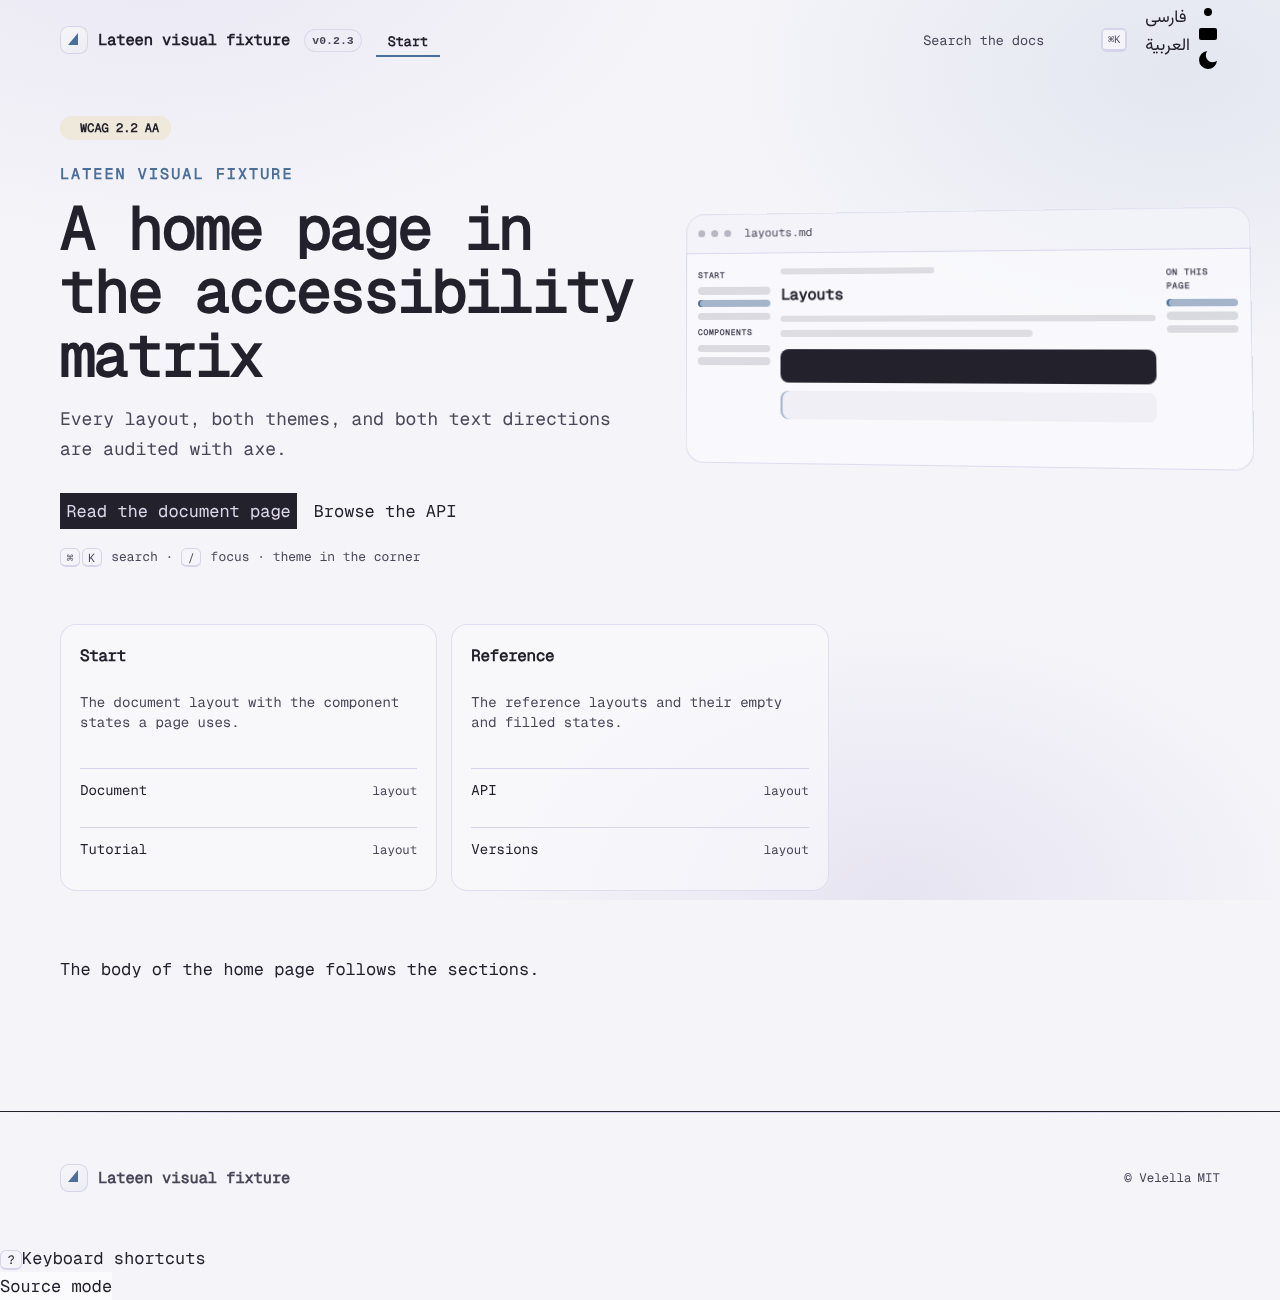 Lateen visual fixture v0.2.3 Start Search the docs ⌘K
فارسی
العربية
WCAG 2.2 AA
LATEEN VISUAL FIXTURE
A home page in
the accessibility
matrix
Every layout, both themes, and both text directions
are audited with axe.
Read the document page Browse the API
⌘ K search · / focus · theme in the corner
layouts.md
START
COMPONENTS
Layouts
ON THIS
PAGE
Start
The document layout with the component
states a page uses.
Document layout
Tutorial layout
Reference
The reference layouts and their empty
and filled states.
API layout
Versions layout
The body of the home page follows the sections.
Lateen visual fixture © Velella MIT
? Keyboard shortcuts
Source mode